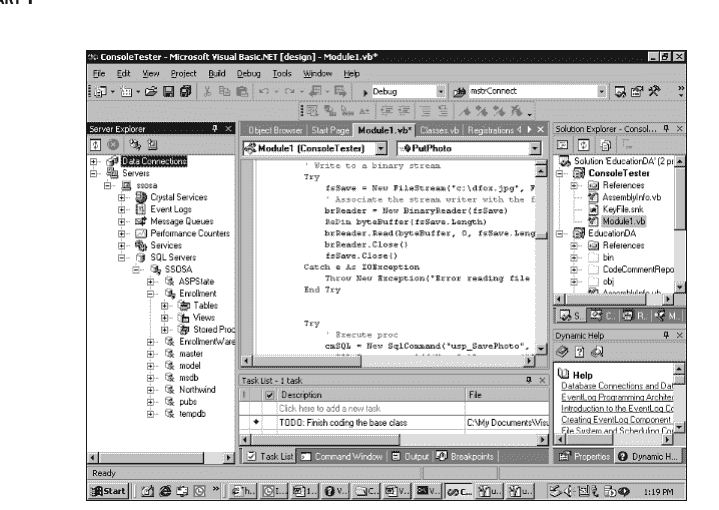 ConsoleTester - Microsoft Visual Basic.NET [design] - Module1.vb*
File Edit View Project Build Debug Tools Window Help
Debug
mstrConnect
Server Explorer
Data Connections
Servers
ssosa
Crystal Services
Event Logs
Message Queues
Performance Counters
Services
SQL Servers
SSOSA
ASPState
Enrollment
Tables
Views
Stored Proc
EnrollmentWare
master
model
msdb
Northwind
pubs
tempdb
Object Browser Start Page Module1.vb* Classes.vb Registrations
Module1 (ConsoleTester) PutPhoto
' Write to a binary stream
Try
fsSave = New FileStream("c:\dfox.jpg", F
' Associate the stream writer with the f
brReader = New BinaryReader(fsSave)
ReDim byteBuffer(fsSave.Length)
brReader.Read(byteBuffer, 0, fsSave.Leng
brReader.Close()
fsSave.Close()
Catch e As IOException
Throw New Exception("Error reading file
End Try
Try
' Execute proc
cmSQL = New SqlCommand("usp_SavePhoto",
Task List - 1 task
! Description File
Click here to add a new task
TODO: Finish coding the base class C:\My Documents\Visu
Task List Command Window Output Breakpoints
Solution Explorer - Consol...
Solution 'EducationDA' (2 pr
ConsoleTester
References
AssemblyInfo.vb
KeyFile.snk
Module1.vb
EducationDA
References
bin
CodeCommentRepo
obj
AssemblyInfo.vb
S.. C.. R.. M..
Dynamic Help
Help
Database Connections and Dat
EventLog Programming Architec
Introduction to the EventLog Co
Creating EventLog Component
File System and Scheduling Co
Properties Dynamic H...
Ready
Start
1:19 PM